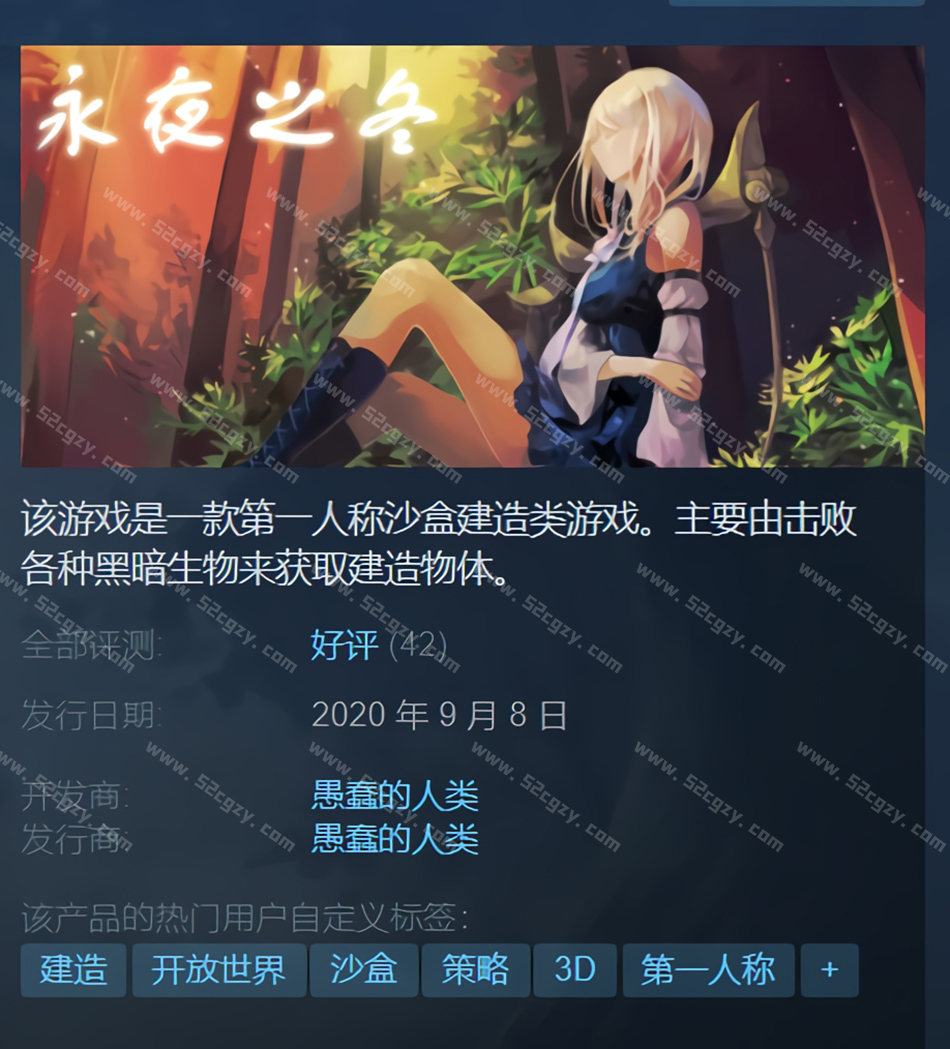 永夜之冬
该游戏是一款第一人称沙盒建造类游戏。主要由击败
各种黑暗生物来获取建造物体。
全部评测: 好评 (42)
发行日期: 2020 年 9 月 8 日
开发商: 愚蠢的人类
发行商: 愚蠢的人类
该产品的热门用户自定义标签:
建造 开放世界 沙盒 策略 3D 第一人称 +
www.52cgzy.com